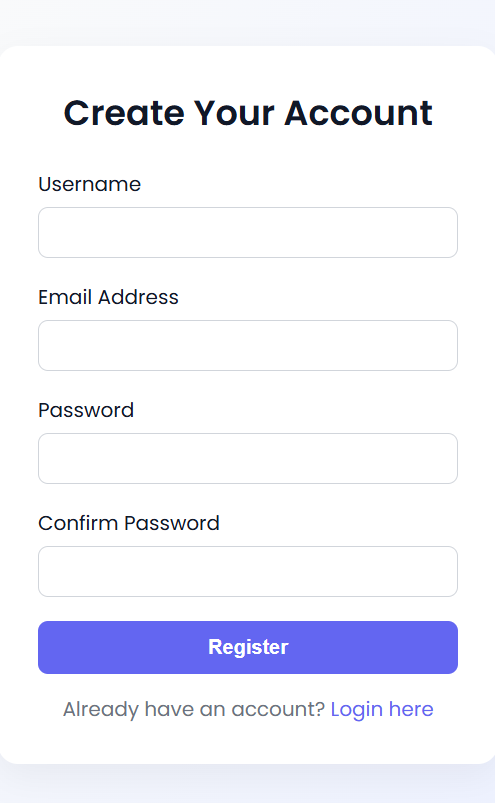 Create Your Account
Username
Email Address
Password
Confirm Password
Register
Already have an account? Login here